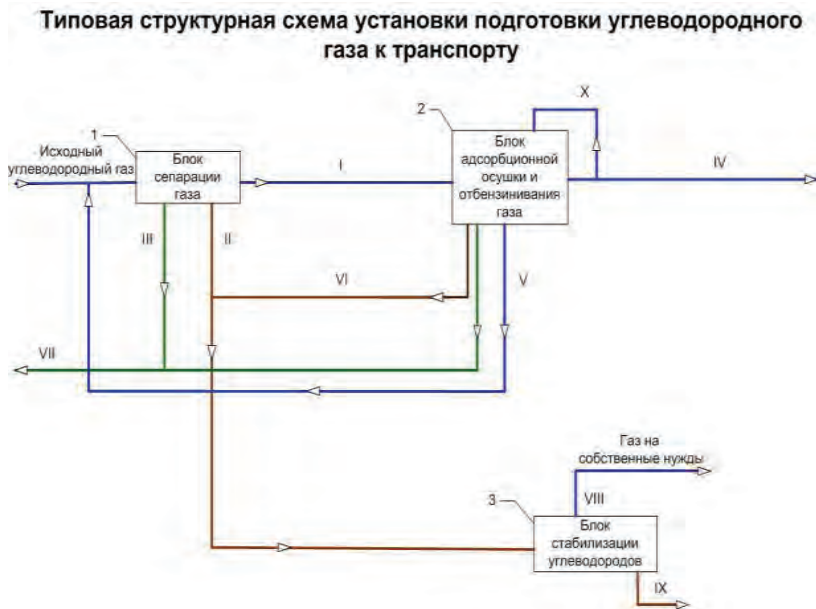 Типовая структурная схема установки подготовки углеводородного
газа к транспорту
X
2
1
Блок
адсорбционной
осушки и
отбензинивания
газа
Исходный
углеводородный газ
Блок
сепарации
газа
I
IV
III
II
VI
V
VII
Газ на
собственные нужды
VIII
3
Блок
стабилизации
углеводородов
IX